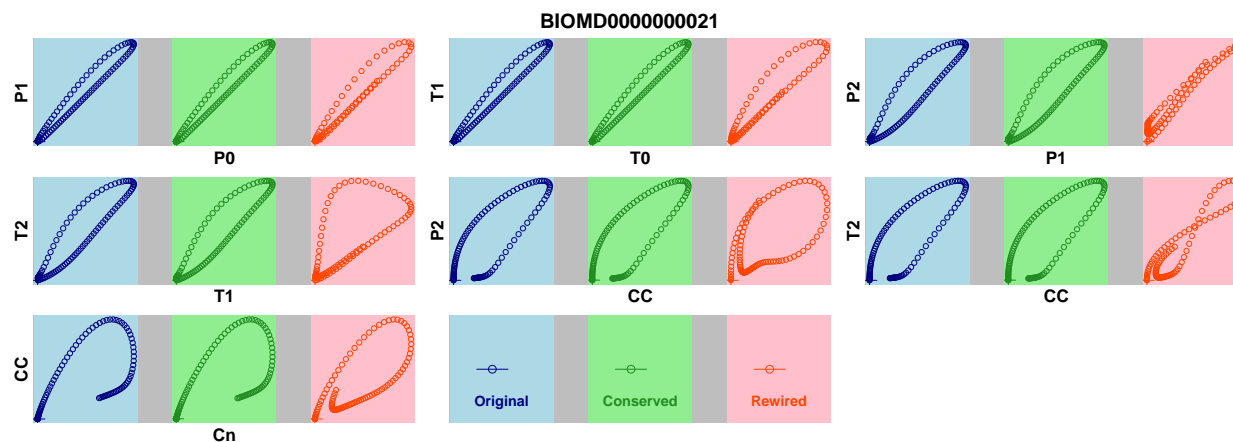 BIOMD0000000021
P1
P0
T1
T0
P2
P1
T2
T1
P2
CC
T2
CC
CC
Cn
Original
Conserved
Rewired